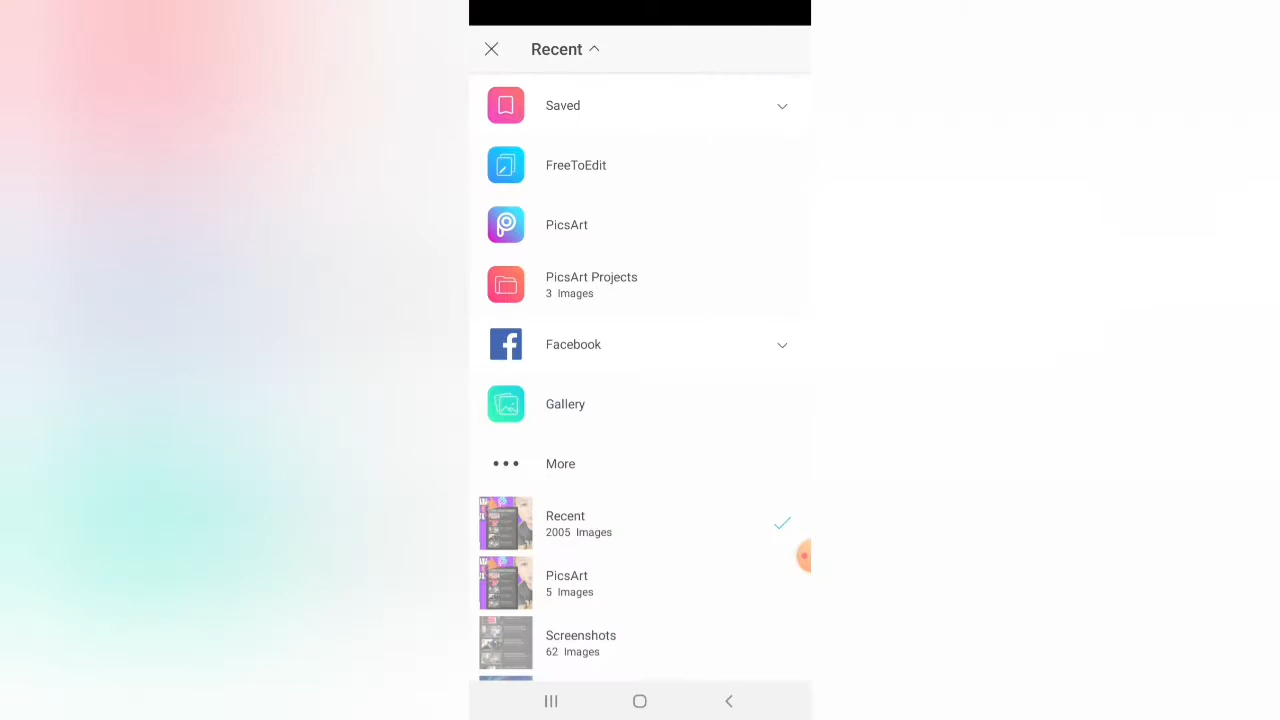 Recent
Saved
FreeToEdit
PicsArt
PicsArt Projects
3 Images
Facebook
Gallery
More
Recent
2005 Images
PicsArt
5 Images
Screenshots
62 Images